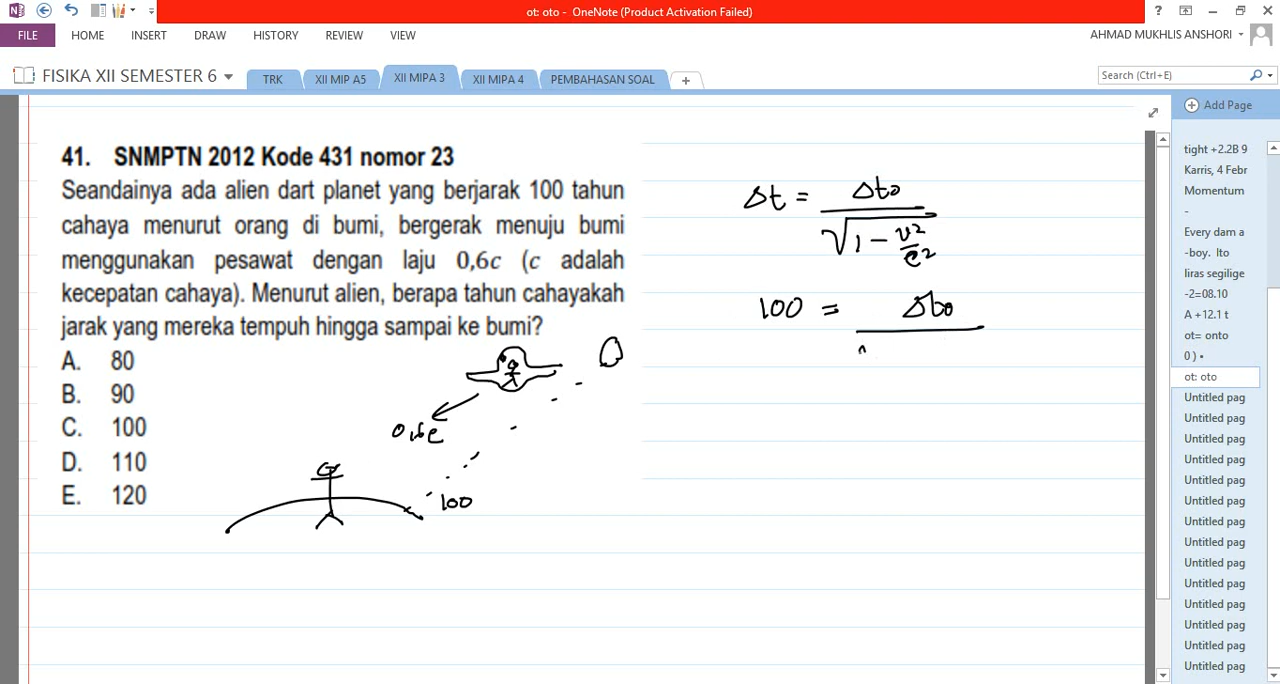 ot: oto - OneNote (Product Activation Failed)
FILE HOME INSERT DRAW HISTORY REVIEW VIEW
AHMAD MUKHLIS ANSHORI
FISIKA XII SEMESTER 6
TRK
XII MIP A5
XII MIPA 3
XII MIPA 4
PEMBAHASAN SOAL
Search (Ctrl+E)
41. SNMPTN 2012 Kode 431 nomor 23
Seandainya ada alien dart planet yang berjarak 100 tahun
cahaya menurut orang di bumi, bergerak menuju bumi
menggunakan pesawat dengan laju 0,6c (c adalah
kecepatan cahaya). Menurut alien, berapa tahun cahayakah
jarak yang mereka tempuh hingga sampai ke bumi?
A. 80
B. 90
C. 100
D. 110
E. 120
0,6c
100
Δt = Δto
√1 - v²
c²
100 = Δto
Add Page
tight +2.2B 9
Karris, 4 Febr
Momentum
-
Every dam a
-boy. Ito
liras segilige
-2=08.10
A +12.1 t
ot= onto
0 ) •
ot: oto
Untitled pag
Untitled pag
Untitled pag
Untitled pag
Untitled pag
Untitled pag
Untitled pag
Untitled pag
Untitled pag
Untitled pag
Untitled pag
Untitled pag
Untitled pag
Untitled pag